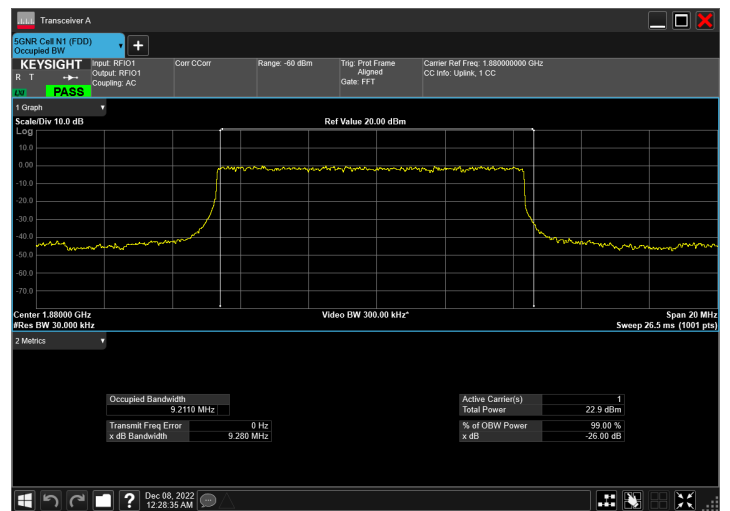 Transceiver A
5GNR Cell N1 (FDD)
Occupied BW
KEYSIGHT
R T
LXI
PASS
Input: RFIO1
Output: RFIO1
Coupling: AC
Corr CCorr
Range: -60 dBm
Trig: Prot Frame
Aligned
Gate: FFT
Carrier Ref Freq: 1.880000000 GHz
CC Info: Uplink, 1 CC
1 Graph
Scale/Div 10.0 dB
Ref Value 20.00 dBm
Log
10.0
0.00
-10.0
-20.0
-30.0
-40.0
-50.0
-60.0
-70.0
Center 1.88000 GHz
Video BW 300.00 kHz*
Span 20 MHz
#Res BW 30.000 kHz
Sweep 26.5 ms (1001 pts)
2 Metrics
Occupied Bandwidth
9.2110 MHz
Transmit Freq Error 0 Hz
x dB Bandwidth 9.280 MHz
Active Carrier(s) 1
Total Power 22.9 dBm
% of OBW Power 99.00 %
x dB -26.00 dB
?
Dec 08, 2022
12:28:35 AM